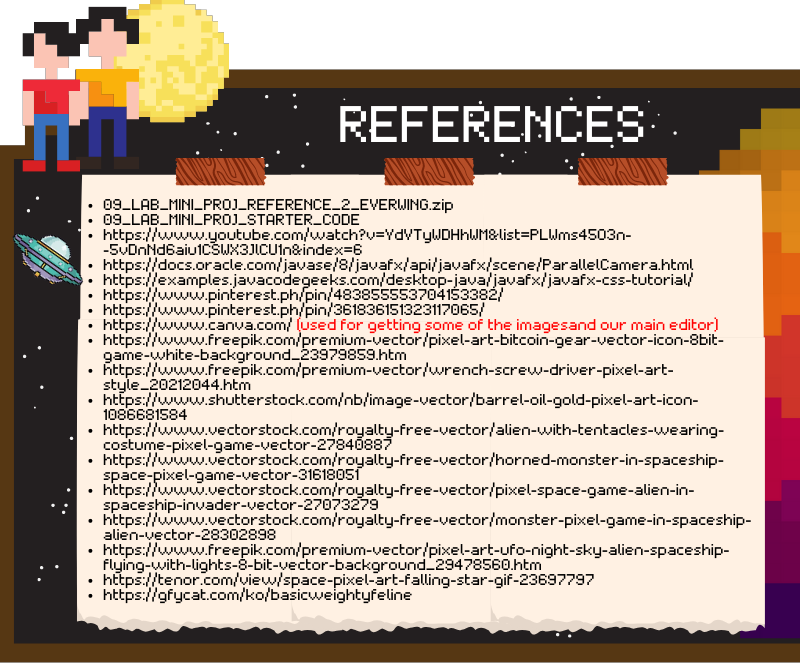 REFERENCES
• 09_LAB_MINI_PROJ_REFERENCE_2_EVERWING.zip
• 09_LAB_MINI_PROJ_STARTER_CODE
• https://www.youtube.com/watch?v=YdVTyWDHhWM&list=PLWms45O3n-
-5vDnNd6aiu1CSWX3JlCU1n&index=6
• https://docs.oracle.com/javase/8/javafx/api/javafx/scene/ParallelCamera.html
• https://examples.javacodegeeks.com/desktop-java/javafx/javafx-css-tutorial/
• https://www.pinterest.ph/pin/483855553704153382/
• https://www.pinterest.ph/pin/361836151323117065/
• https://www.canva.com/ (used for getting some of the imagesand our main editor)
• https://www.freepik.com/premium-vector/pixel-art-bitcoin-gear-vector-icon-8bit-
game-white-background_23979859.htm
• https://www.freepik.com/premium-vector/wrench-screw-driver-pixel-art-
style_20212044.htm
• https://www.shutterstock.com/nb/image-vector/barrel-oil-gold-pixel-art-icon-
1086681584
• https://www.vectorstock.com/royalty-free-vector/alien-with-tentacles-wearing-
costume-pixel-game-vector-27840887
• https://www.vectorstock.com/royalty-free-vector/horned-monster-in-spaceship-
space-pixel-game-vector-31618051
• https://www.vectorstock.com/royalty-free-vector/pixel-space-game-alien-in-
spaceship-invader-vector-27073279
• https://www.vectorstock.com/royalty-free-vector/monster-pixel-game-in-spaceship-
alien-vector-28302898
• https://www.freepik.com/premium-vector/pixel-art-ufo-night-sky-alien-spaceship-
flying-with-lights-8-bit-vector-background_29478560.htm
• https://tenor.com/view/space-pixel-art-falling-star-gif-23697797
• https://gfycat.com/ko/basicweightyfeline